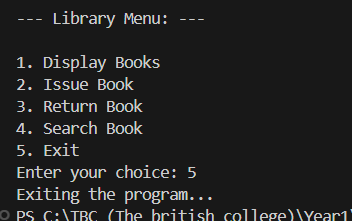 --- Library Menu: ---
1. Display Books
2. Issue Book
3. Return Book
4. Search Book
5. Exit
Enter your choice: 5
Exiting the program...
PS C:\TBC (The british college)\Year1\